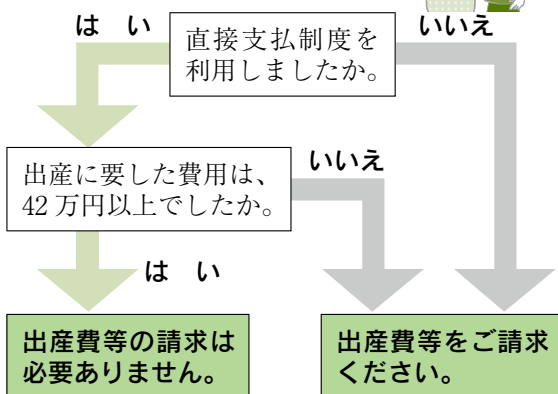 は い
直接支払制度を
利用しましたか。
いいえ
出産に要した費用は、
42万円以上でしたか。
いいえ
は い
出産費等の請求は
必要ありません。
出産費等をご請求
ください。